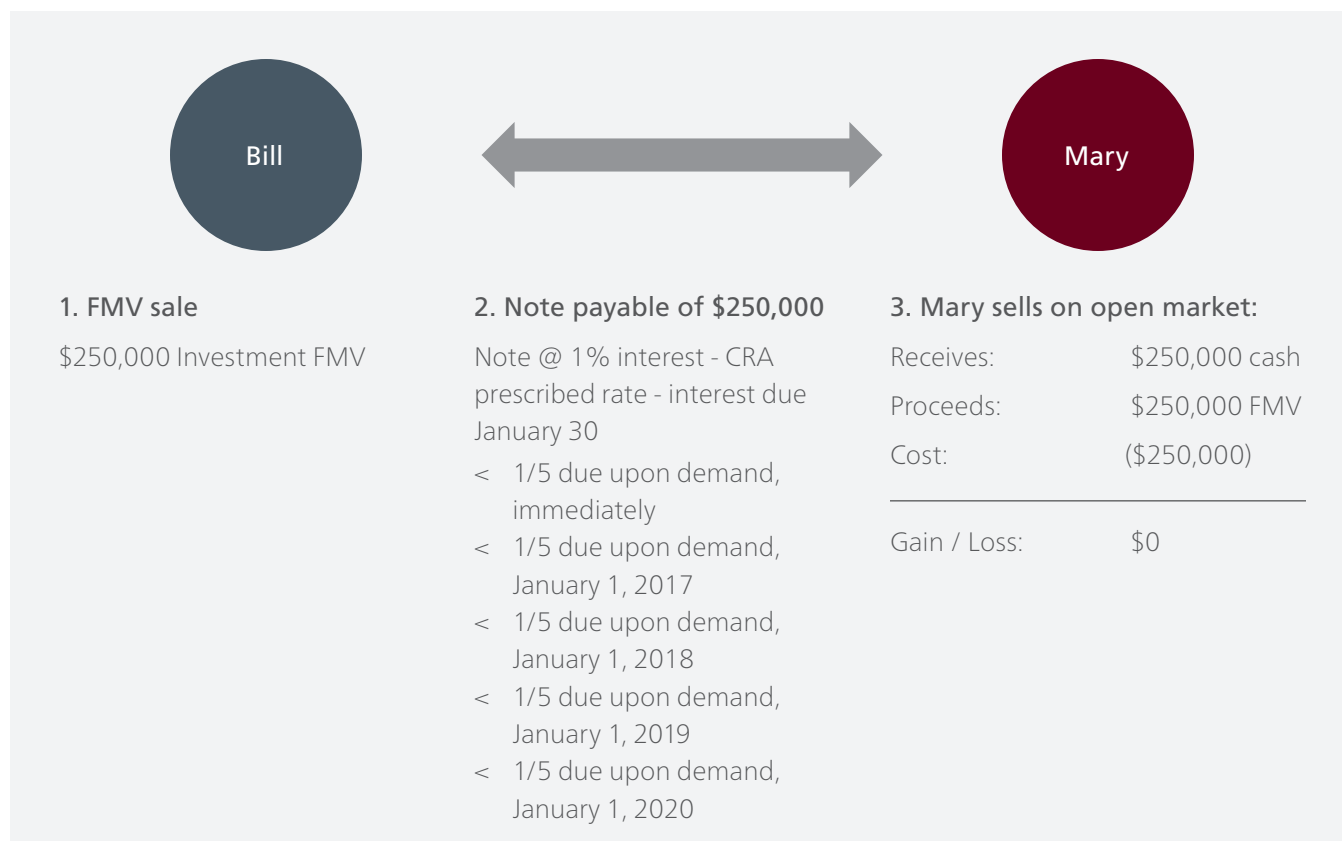 Bill
Mary
1. FMV sale
$250,000 Investment FMV
2. Note payable of $250,000
Note @ 1% interest - CRA
prescribed rate - interest due
January 30
< 1/5 due upon demand,
immediately
< 1/5 due upon demand,
January 1, 2017
< 1/5 due upon demand,
January 1, 2018
< 1/5 due upon demand,
January 1, 2019
< 1/5 due upon demand,
January 1, 2020
3. Mary sells on open market:
Receives: $250,000 cash
Proceeds: $250,000 FMV
Cost: ($250,000)
Gain / Loss: $0